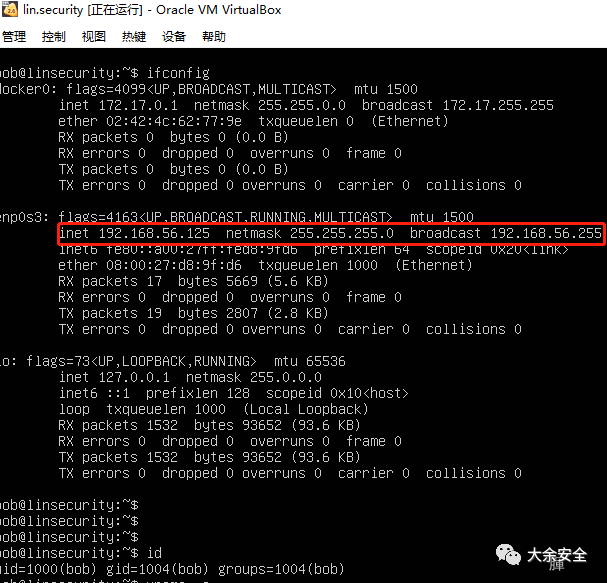 lin.security [正在运行] - Oracle VM VirtualBox
管理 控制 视图 热键 设备 帮助
ob@linsecurity:~$ ifconfig
ocker0: flags=4099<UP,BROADCAST,MULTICAST> mtu 1500
inet 172.17.0.1 netmask 255.255.0.0 broadcast 172.17.255.255
ether 02:42:4c:62:77:9e txqueuelen 0 (Ethernet)
RX packets 0 bytes 0 (0.0 B)
RX errors 0 dropped 0 overruns 0 frame 0
TX packets 0 bytes 0 (0.0 B)
TX errors 0 dropped 0 overruns 0 carrier 0 collisions 0
enp0s3: flags=4163<UP,BROADCAST,RUNNING,MULTICAST> mtu 1500
inet 192.168.56.125 netmask 255.255.255.0 broadcast 192.168.56.255
inet6 fe80::a00:27ff:fed8:9fd6 prefixlen 64 scopeid 0x20<link>
ether 08:00:27:d8:9f:d6 txqueuelen 1000 (Ethernet)
RX packets 17 bytes 5669 (5.6 KB)
RX errors 0 dropped 0 overruns 0 frame 0
TX packets 19 bytes 2807 (2.8 KB)
TX errors 0 dropped 0 overruns 0 carrier 0 collisions 0
lo: flags=73<UP,LOOPBACK,RUNNING> mtu 65536
inet 127.0.0.1 netmask 255.0.0.0
inet6 ::1 prefixlen 128 scopeid 0x10<host>
loop txqueuelen 1000 (Local Loopback)
RX packets 1532 bytes 93652 (93.6 KB)
RX errors 0 dropped 0 overruns 0 frame 0
TX packets 1532 bytes 93652 (93.6 KB)
TX errors 0 dropped 0 overruns 0 carrier 0 collisions 0
bob@linsecurity:~$
bob@linsecurity:~$
bob@linsecurity:~$
bob@linsecurity:~$ id
uid=1000(bob) gid=1004(bob) groups=1004(bob)
大余安全